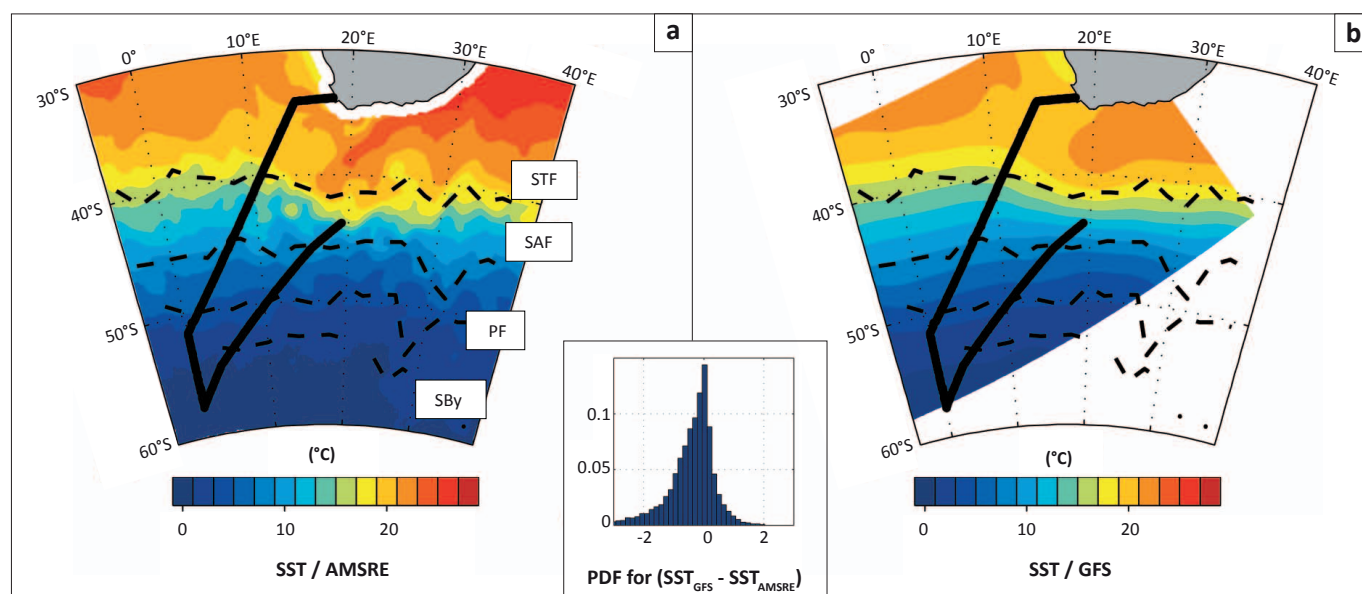 a
0° 10°E 20°E 30°E 40°E
30°S
40°S
50°S
60°S
STF
SAF
PF
SBy
(°C)
0 10 20
SST / AMSRE
0.1
0.05
0
-2 0 2
PDF for (SST_GFS - SST_AMSRE)
b
0° 10°E 20°E 30°E 40°E
30°S
40°S
50°S
60°S
(°C)
0 10 20
SST / GFS